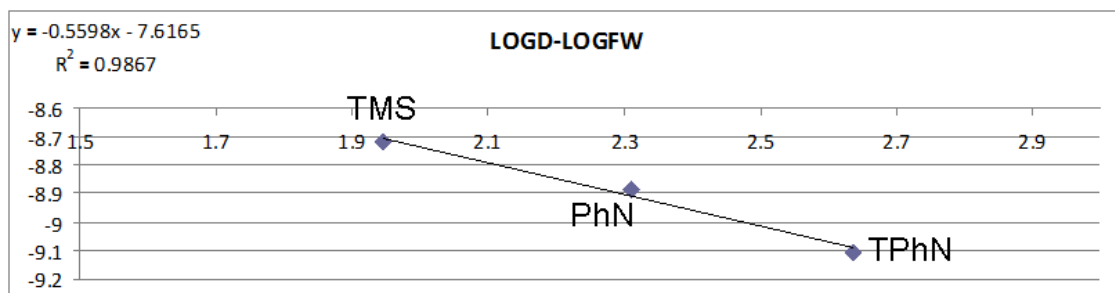 y = -0.5598x - 7.6165
R² = 0.9867
LOGD-LOGFW
-8.6
-8.7
-8.8
-8.9
-9
-9.1
-9.2
1.5 1.7 1.9 2.1 2.3 2.5 2.7 2.9
TMS
PhN
TPhN